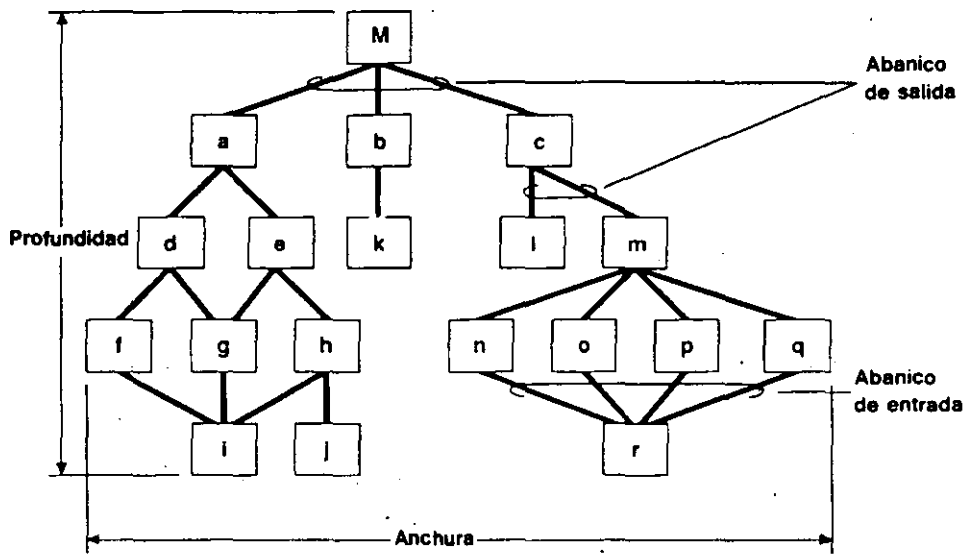 M
Abanico
de salida
a
b
c
Profundidad
d
e
k
l
m
f
g
h
n
o
p
q
Abanico
de entrada
i
j
r
Anchura